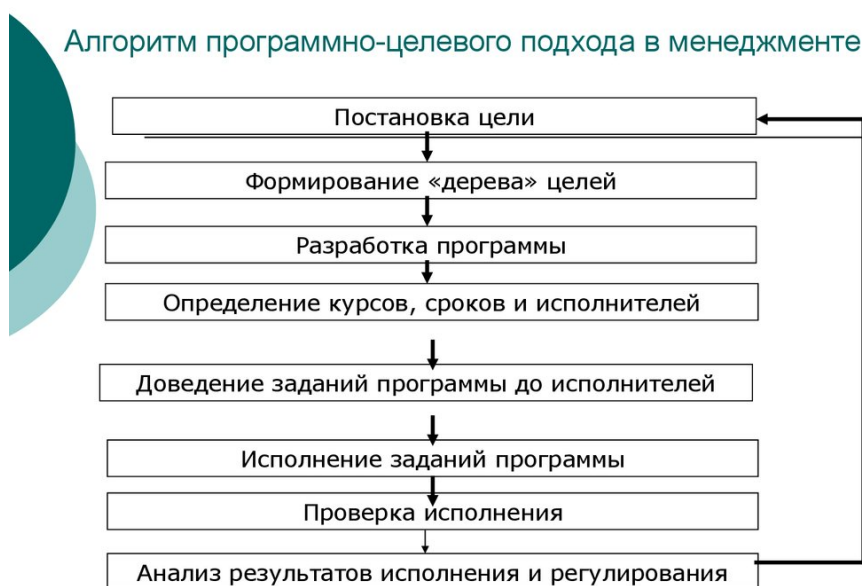 Алгоритм программно-целевого подхода в менеджменте
Постановка цели
Формирование «дерева» целей
Разработка программы
Определение курсов, сроков и исполнителей
Доведение заданий программы до исполнителей
Исполнение заданий программы
Проверка исполнения
Анализ результатов исполнения и регулирования